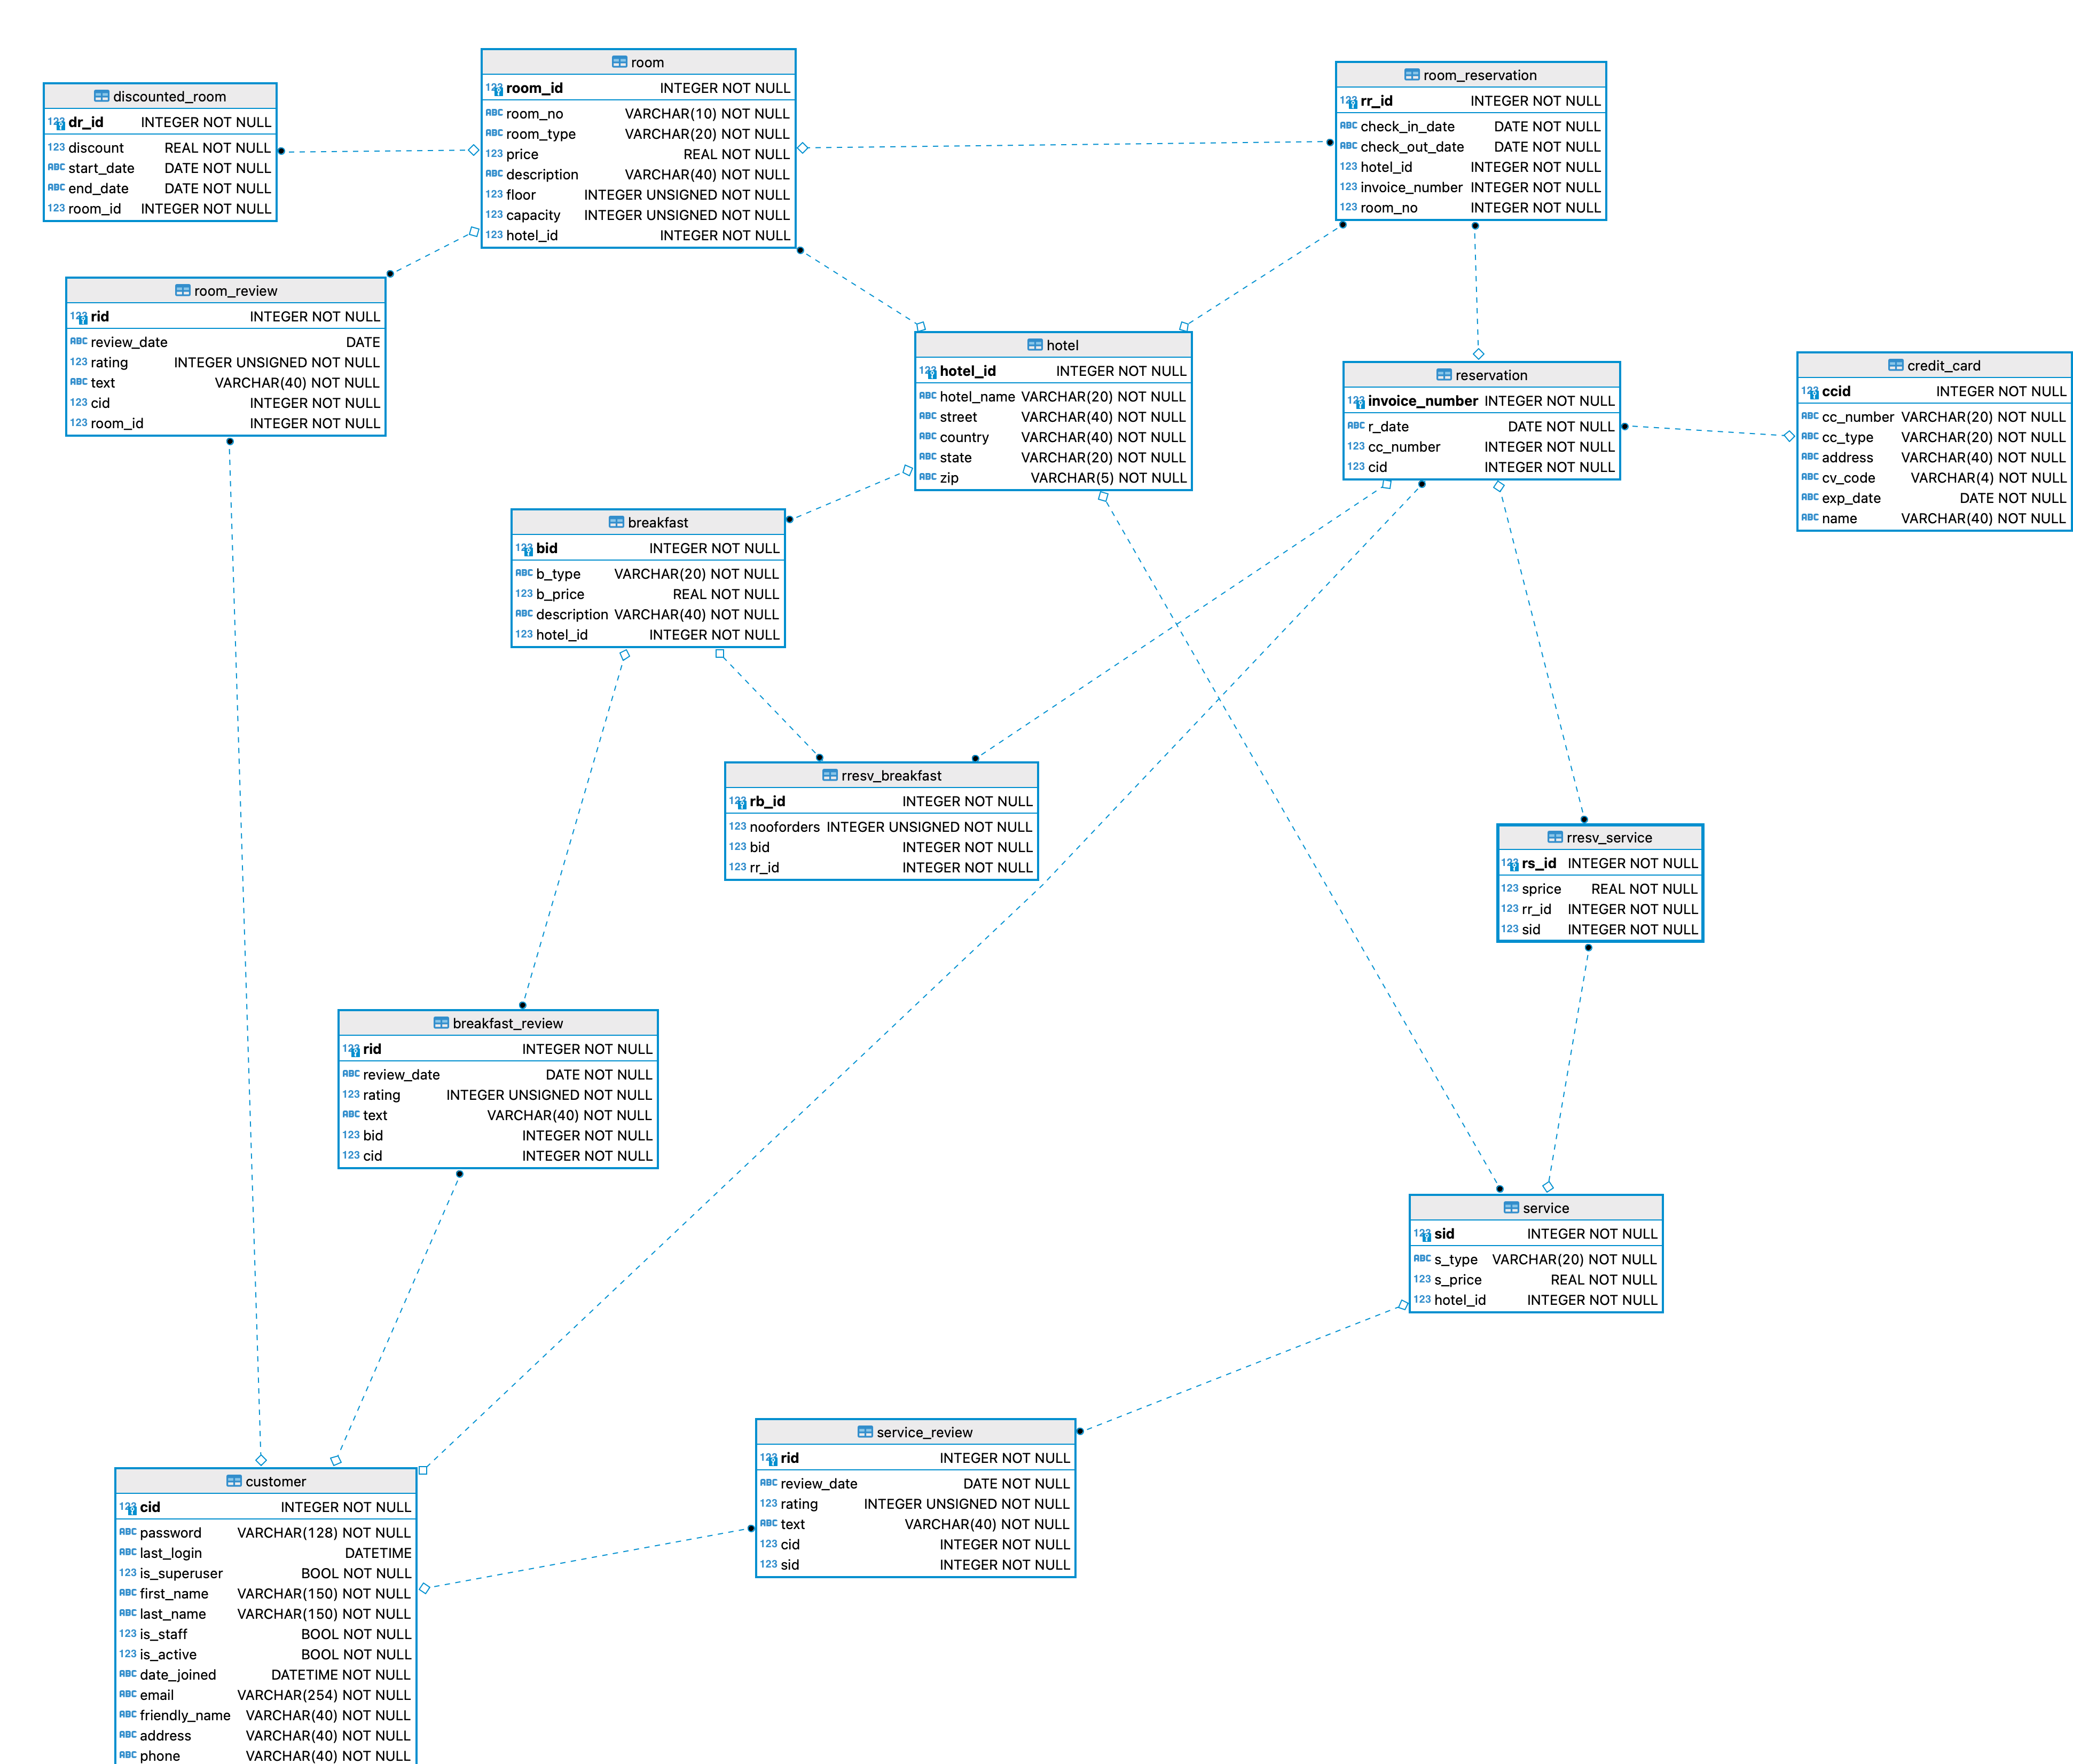 discounted_room
123 dr_id INTEGER NOT NULL
123 discount REAL NOT NULL
ABC start_date DATE NOT NULL
ABC end_date DATE NOT NULL
123 room_id INTEGER NOT NULL
room
123 room_id INTEGER NOT NULL
ABC room_no VARCHAR(10) NOT NULL
ABC room_type VARCHAR(20) NOT NULL
123 price REAL NOT NULL
ABC description VARCHAR(40) NOT NULL
123 floor INTEGER UNSIGNED NOT NULL
123 capacity INTEGER UNSIGNED NOT NULL
123 hotel_id INTEGER NOT NULL
room_reservation
123 rr_id INTEGER NOT NULL
ABC check_in_date DATE NOT NULL
ABC check_out_date DATE NOT NULL
123 hotel_id INTEGER NOT NULL
123 invoice_number INTEGER NOT NULL
123 room_no INTEGER NOT NULL
room_review
123 rid INTEGER NOT NULL
ABC review_date DATE
123 rating INTEGER UNSIGNED NOT NULL
ABC text VARCHAR(40) NOT NULL
123 cid INTEGER NOT NULL
123 room_id INTEGER NOT NULL
hotel
123 hotel_id INTEGER NOT NULL
ABC hotel_name VARCHAR(20) NOT NULL
ABC street VARCHAR(40) NOT NULL
ABC country VARCHAR(40) NOT NULL
ABC state VARCHAR(20) NOT NULL
ABC zip VARCHAR(5) NOT NULL
reservation
123 invoice_number INTEGER NOT NULL
ABC r_date DATE NOT NULL
123 cc_number INTEGER NOT NULL
123 cid INTEGER NOT NULL
credit_card
123 ccid INTEGER NOT NULL
ABC cc_number VARCHAR(20) NOT NULL
ABC cc_type VARCHAR(20) NOT NULL
ABC address VARCHAR(40) NOT NULL
ABC cv_code VARCHAR(4) NOT NULL
ABC exp_date DATE NOT NULL
ABC name VARCHAR(40) NOT NULL
breakfast
123 bid INTEGER NOT NULL
ABC b_type VARCHAR(20) NOT NULL
123 b_price REAL NOT NULL
ABC description VARCHAR(40) NOT NULL
123 hotel_id INTEGER NOT NULL
rresv_breakfast
123 rb_id INTEGER NOT NULL
123 nooforders INTEGER UNSIGNED NOT NULL
123 bid INTEGER NOT NULL
123 rr_id INTEGER NOT NULL
rresv_service
123 rs_id INTEGER NOT NULL
123 sprice REAL NOT NULL
123 rr_id INTEGER NOT NULL
123 sid INTEGER NOT NULL
breakfast_review
123 rid INTEGER NOT NULL
ABC review_date DATE NOT NULL
123 rating INTEGER UNSIGNED NOT NULL
ABC text VARCHAR(40) NOT NULL
123 bid INTEGER NOT NULL
123 cid INTEGER NOT NULL
service
123 sid INTEGER NOT NULL
ABC s_type VARCHAR(20) NOT NULL
123 s_price REAL NOT NULL
123 hotel_id INTEGER NOT NULL
service_review
123 rid INTEGER NOT NULL
ABC review_date DATE NOT NULL
123 rating INTEGER UNSIGNED NOT NULL
ABC text VARCHAR(40) NOT NULL
123 cid INTEGER NOT NULL
123 sid INTEGER NOT NULL
customer
123 cid INTEGER NOT NULL
ABC password VARCHAR(128) NOT NULL
ABC last_login DATETIME
123 is_superuser BOOL NOT NULL
ABC first_name VARCHAR(150) NOT NULL
ABC last_name VARCHAR(150) NOT NULL
123 is_staff BOOL NOT NULL
123 is_active BOOL NOT NULL
ABC date_joined DATETIME NOT NULL
ABC email VARCHAR(254) NOT NULL
ABC friendly_name VARCHAR(40) NOT NULL
ABC address VARCHAR(40) NOT NULL
ABC phone VARCHAR(40) NOT NULL